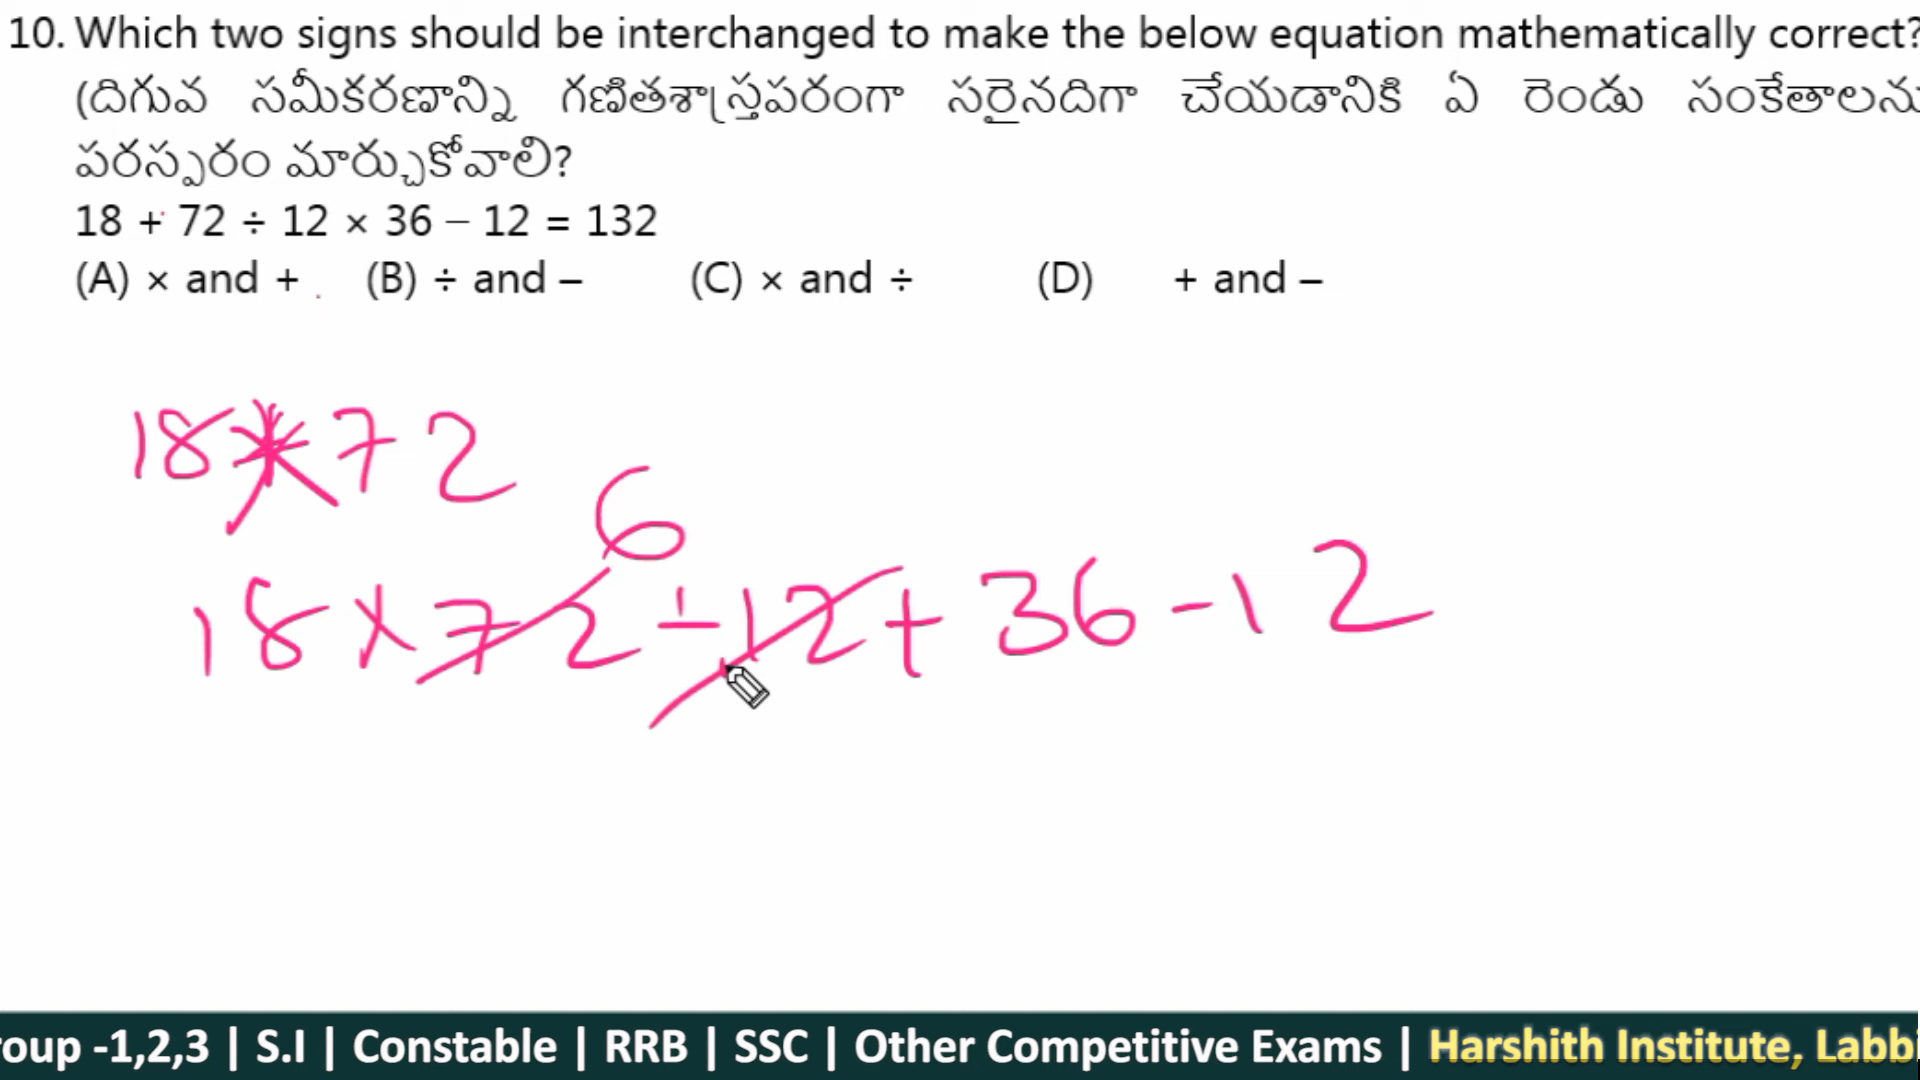 10. Which two signs should be interchanged to make the below equation mathematically correct?
(దిగువ సమీకరణాన్ని గణితశాస్త్రపరంగా సరైనదిగా చేయడానికి ఏ రెండు సంకేతాలను
పరస్పరం మార్చుకోవాలి?
18 + 72 ÷ 12 × 36 – 12 = 132
(A) × and + (B) ÷ and – (C) × and ÷ (D) + and –
18 72
6
18 × 72 ÷ 12 + 36 - 12
roup -1,2,3 | S.I | Constable | RRB | SSC | Other Competitive Exams | Harshith Institute, Labbi